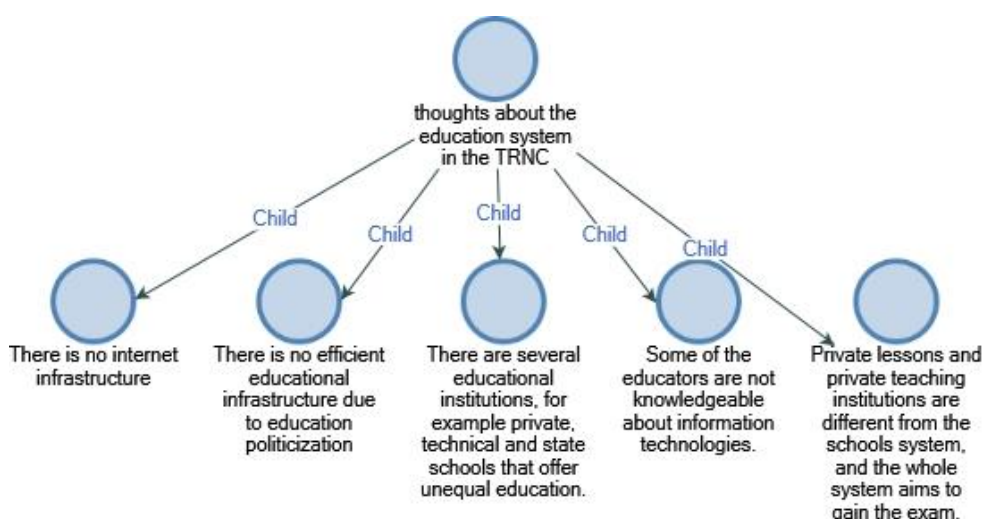 thoughts about the
education system
in the TRNC
Child
Child
Child
Child
Child
There is no internet
infrastructure
There is no efficient
educational
infrastructure due
to education
politicization
There are several
educational
institutions, for
example private,
technical and state
schools that offer
unequal education.
Some of the
educators are not
knowledgeable
about information
technologies.
Private lessons and
private teaching
institutions are
different from the
schools system,
and the whole
system aims to
gain the exam.